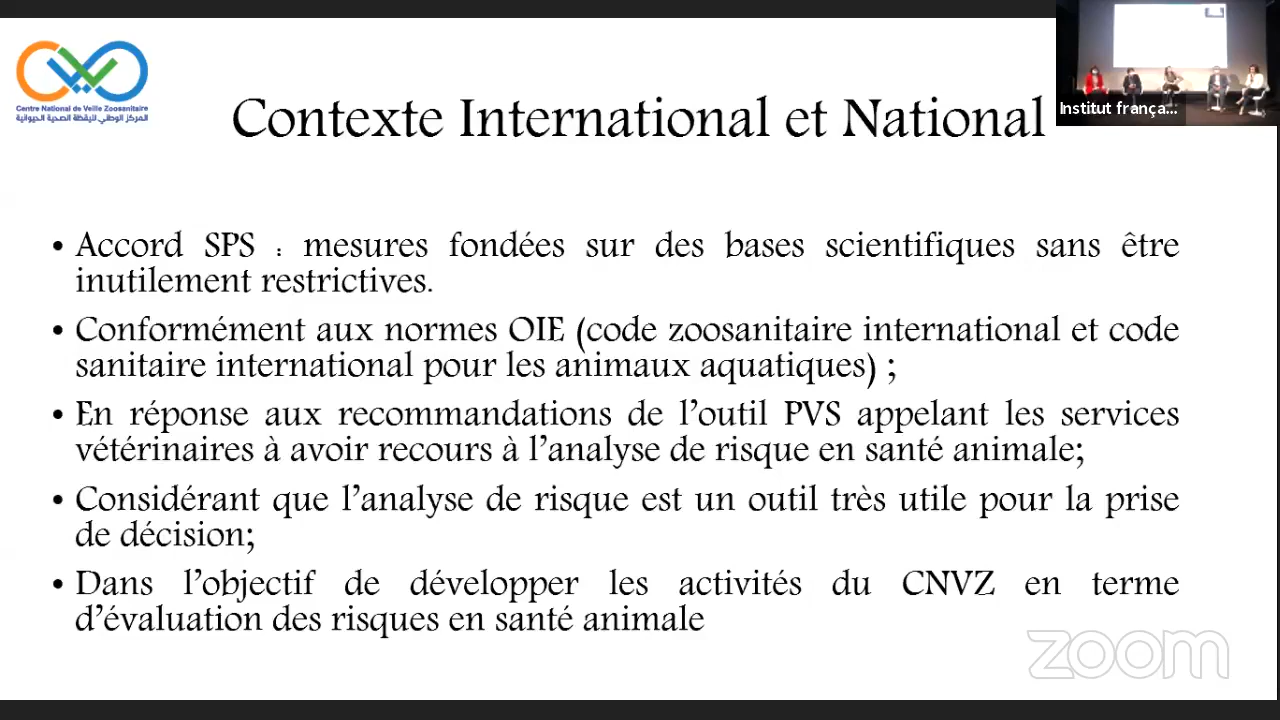 Centre National de Veille Zoosanitaire
المركز الوطني لليقظة الصحية الحيوانية
Contexte International et National
Institut frança...
• Accord SPS : mesures fondées sur des bases scientifiques sans être
inutilement restrictives.
• Conformément aux normes OIE (code zoosanitaire international et code
sanitaire international pour les animaux aquatiques) ;
• En réponse aux recommandations de l’outil PVS appelant les services
vétérinaires à avoir recours à l’analyse de risque en santé animale;
• Considérant que l’analyse de risque est un outil très utile pour la prise
de décision;
• Dans l’objectif de développer les activités du CNVZ en terme
d’évaluation des risques en santé animale
zoom